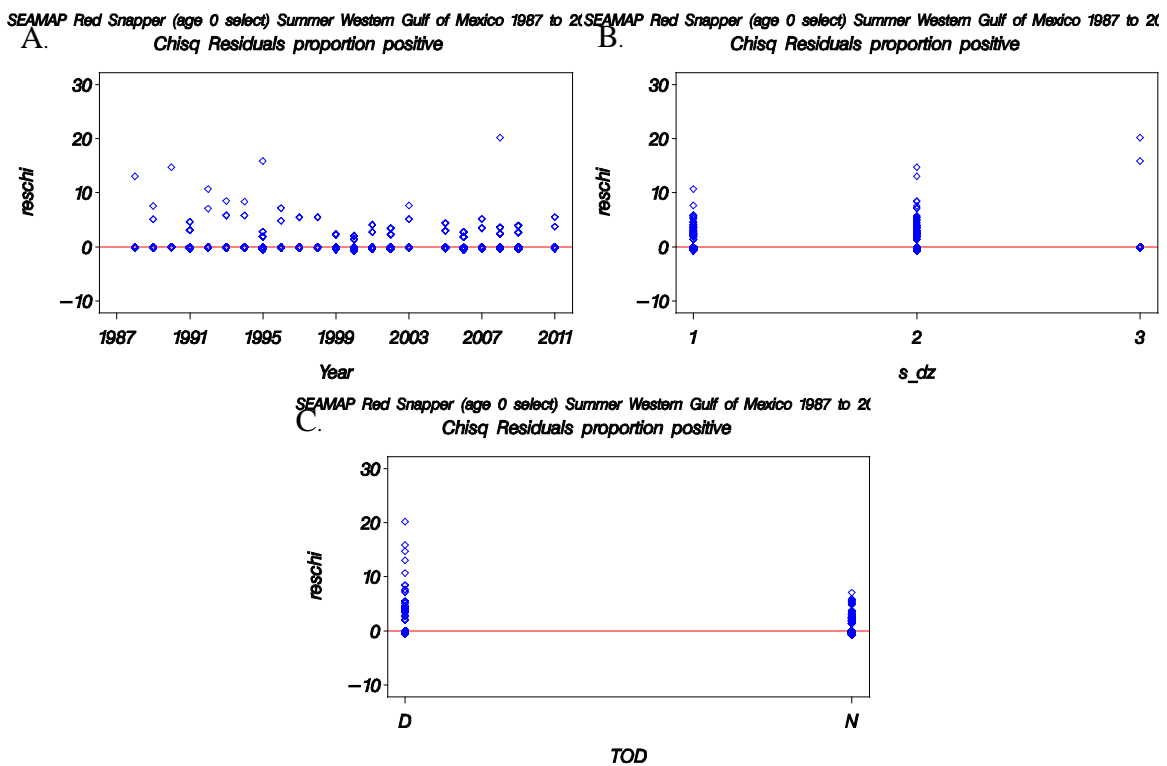 SEAMAP Red Snapper (age 0 select) Summer Western Gulf of Mexico 1987 to 20
A.
Chisq Residuals proportion positive
30
20
10
0
−10
reschi
1987 1991 1995 1999 2003 2007 2011
Year
SEAMAP Red Snapper (age 0 select) Summer Western Gulf of Mexico 1987 to 20
B.
Chisq Residuals proportion positive
30
20
10
0
−10
reschi
1 2 3
s_dz
SEAMAP Red Snapper (age 0 select) Summer Western Gulf of Mexico 1987 to 20
C.
Chisq Residuals proportion positive
30
20
10
0
−10
reschi
D N
TOD